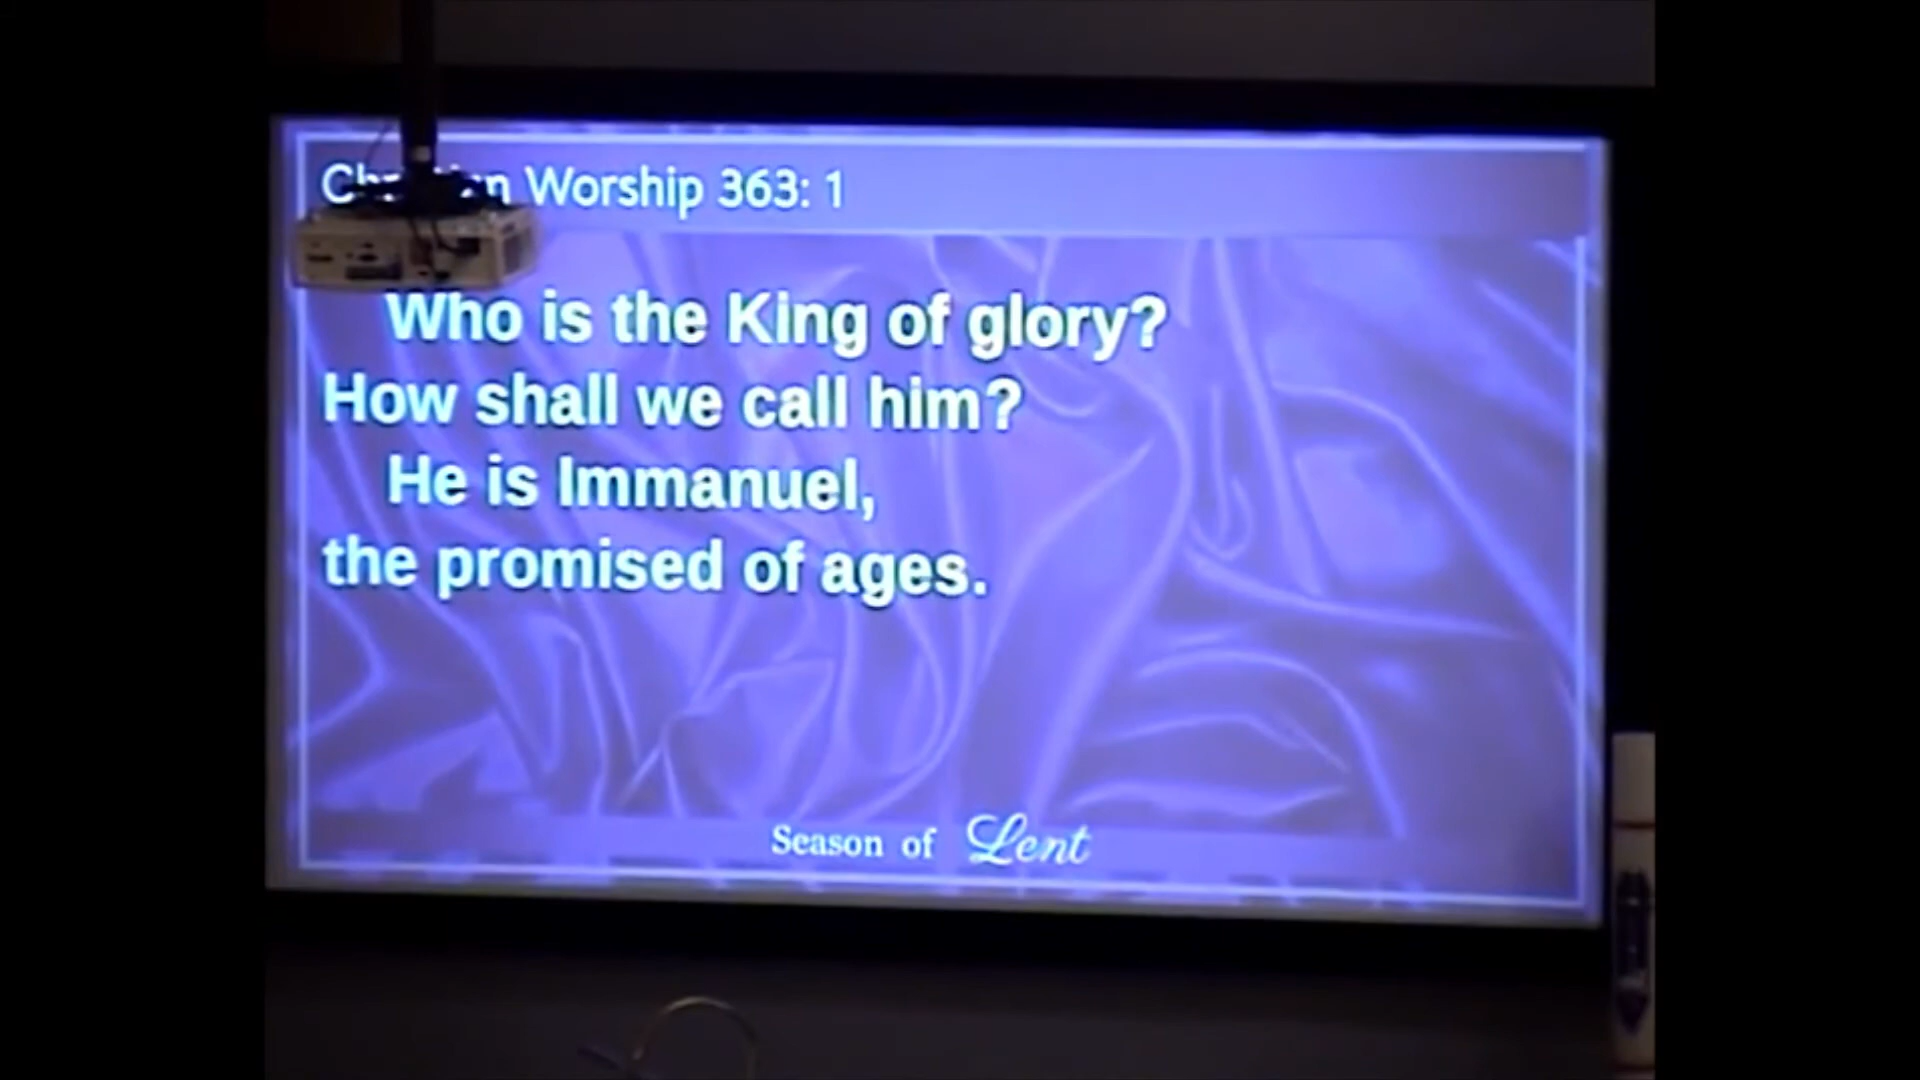 Christian Worship 363: 1
Who is the King of glory?
How shall we call him?
He is Immanuel,
the promised of ages.
Season of Lent